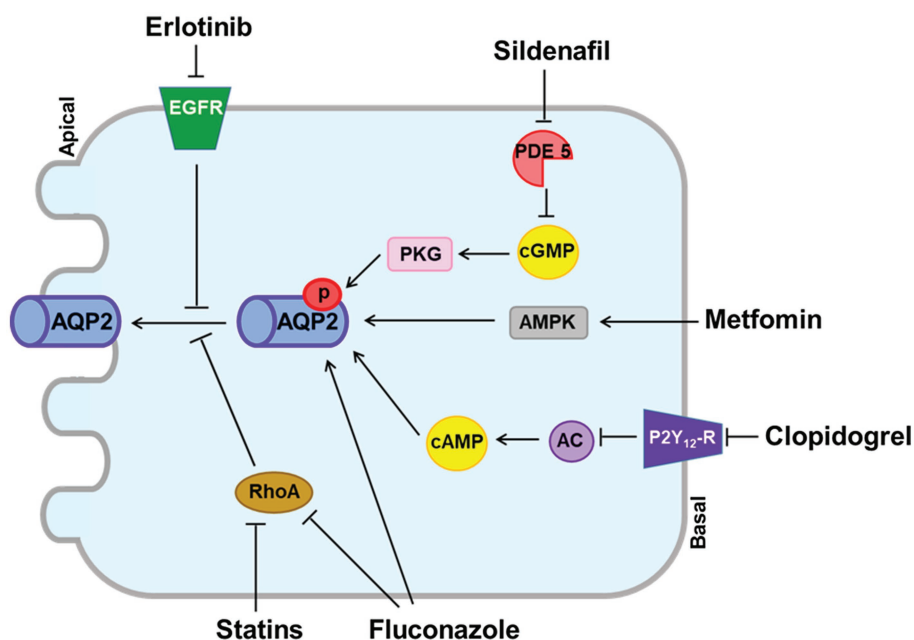 Erlotinib
Sildenafil
EGFR
Apical
PDE 5
PKG
cGMP
p
AQP2
AQP2
AMPK
Metfomin
cAMP
AC
P2Y₁₂-R
Clopidogrel
RhoA
Basal
Statins
Fluconazole